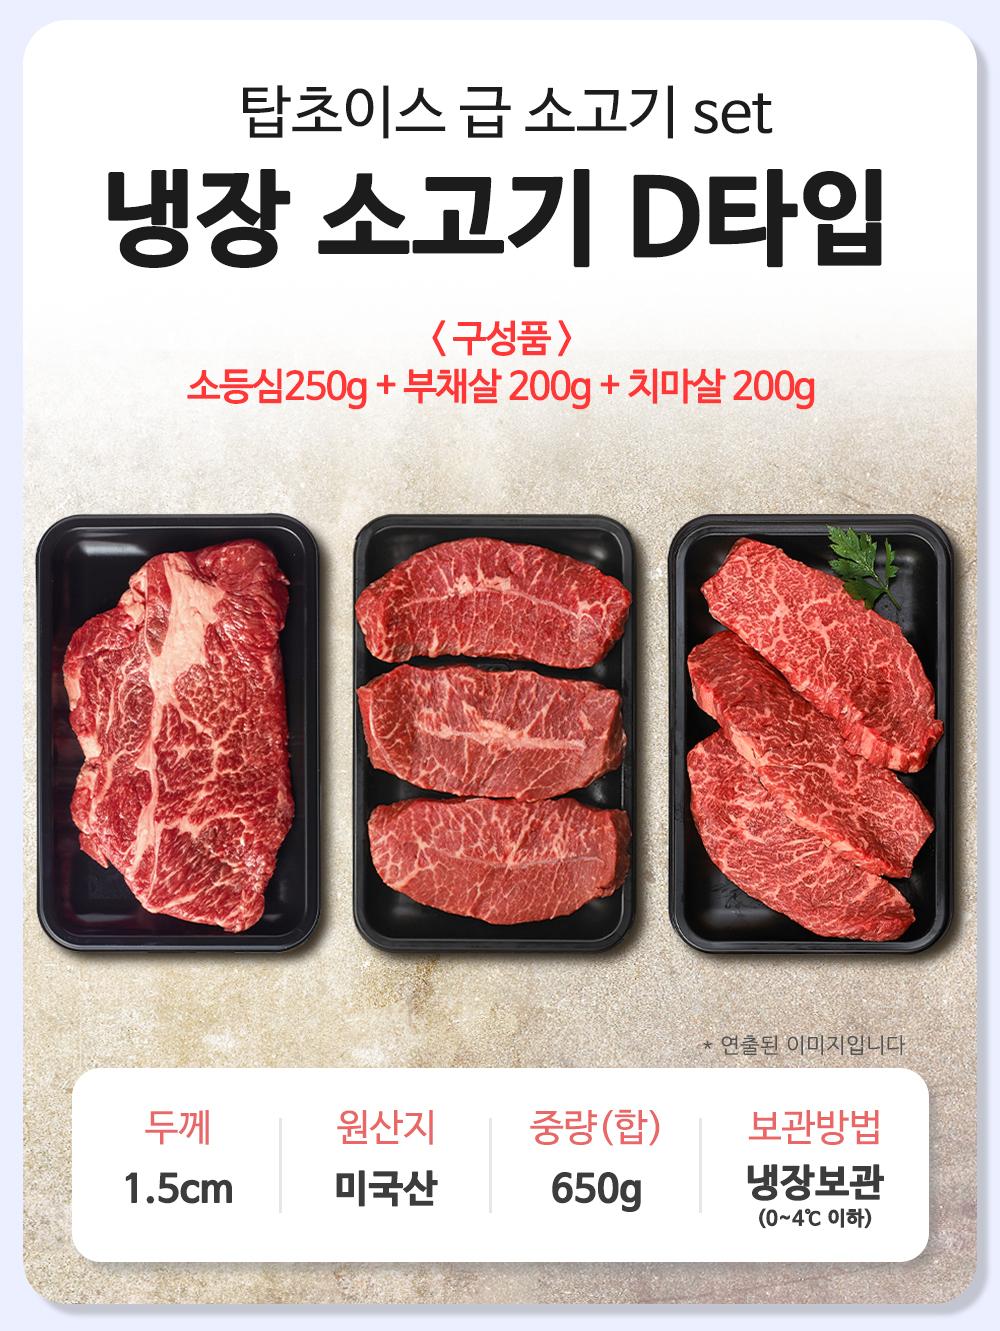 탑초이스 급 소고기 set
냉장 소고기 D타입
< 구성품 >
소등심250g + 부채살 200g + 치마살 200g
* 연출된 이미지입니다
두께
1.5cm
원산지
미국산
중량(합)
650g
보관방법
냉장보관
(0~4℃ 이하)